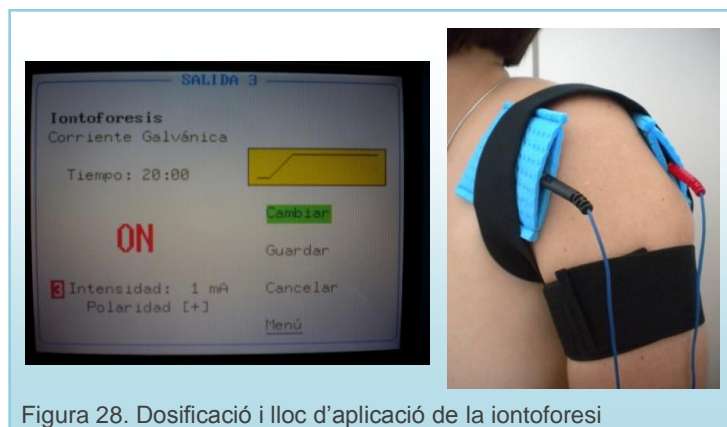 SALIDA 3
Iontoforesis
Corriente Galvánica
Tiempo: 20:00
ON
3 Intensidad: 1 mA
Polaridad [+]
Cambiar
Guardar
Cancelar
Menú
Figura 28. Dosificació i lloc d'aplicació de la iontoforesi